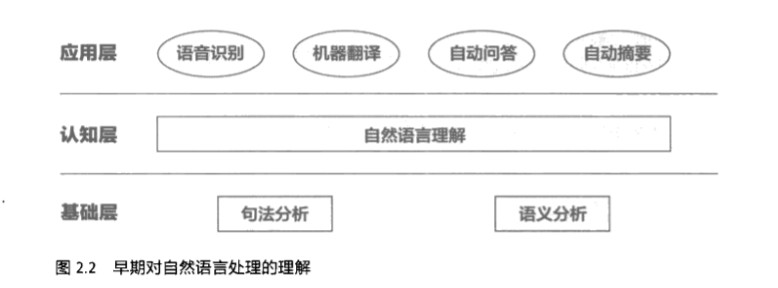 应用层 语音识别 机器翻译 自动问答 自动摘要
认知层 自然语言理解
基础层 句法分析 语义分析
图 2.2 早期对自然语言处理的理解